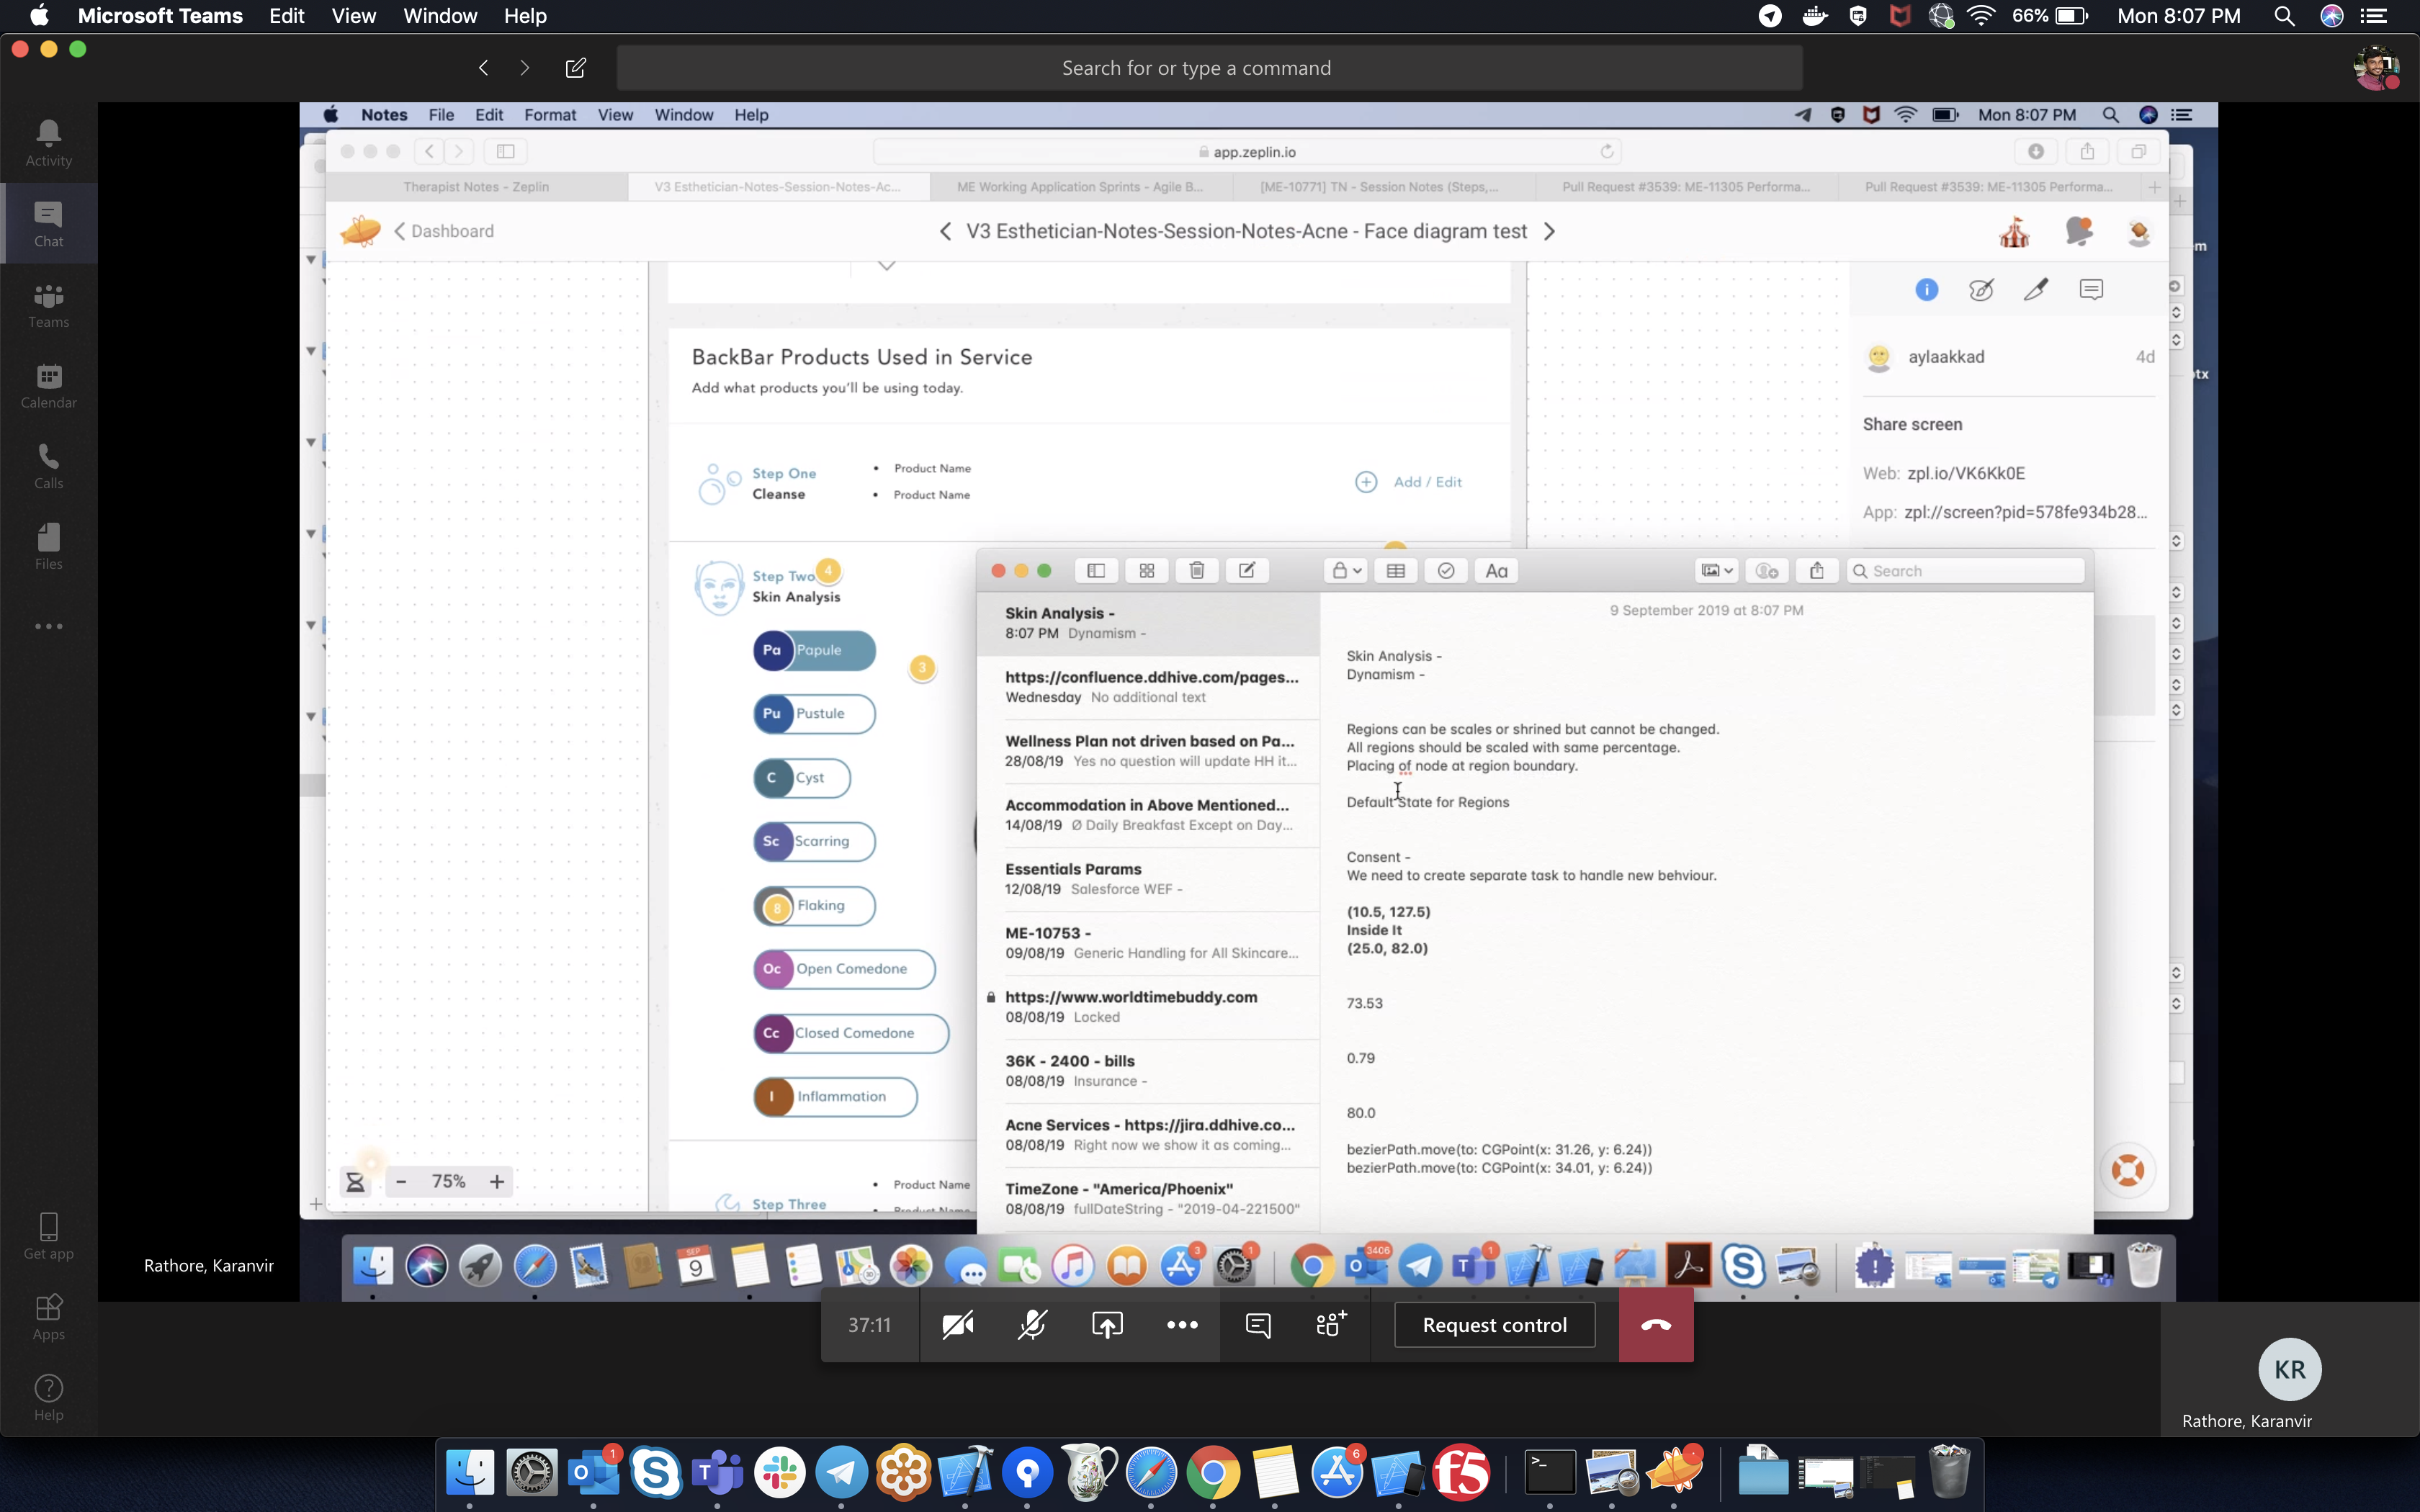 Microsoft Teams Edit View Window Help
66% Mon 8:07 PM
Search for or type a command
Activity
Chat
Teams
Calendar
Calls
Files
Get app
Apps
Help
Notes File Edit Format View Window Help
Mon 8:07 PM
app.zeplin.io
Therapist Notes - Zeplin
V3 Esthetician-Notes-Session-Notes-Ac...
ME Working Application Sprints - Agile B...
[ME-10771] TN - Session Notes (Steps,...
Pull Request #3539: ME-11305 Performa...
Pull Request #3539: ME-11305 Performa...
Dashboard
V3 Esthetician-Notes-Session-Notes-Acne - Face diagram test
BackBar Products Used in Service
Add what products you'll be using today.
Step One
Cleanse
Product Name
Product Name
Add / Edit
Step Two
4
Skin Analysis
Pa Papule
3
Pu Pustule
C Cyst
Sc Scarring
8 Flaking
Oc Open Comedone
Cc Closed Comedone
I Inflammation
Step Three
Product Name
75%
aylaakkad 4d
Share screen
Web: zpl.io/VK6Kk0E
App: zpl://screen?pid=578fe934b28...
Aa
Search
Skin Analysis -
8:07 PM Dynamism -
https://confluence.ddhive.com/pages...
Wednesday No additional text
Wellness Plan not driven based on Pa...
28/08/19 Yes no question will update HH it...
Accommodation in Above Mentioned...
14/08/19 Ø Daily Breakfast Except on Day...
Essentials Params
12/08/19 Salesforce WEF -
ME-10753 -
09/08/19 Generic Handling for All Skincare...
https://www.worldtimebuddy.com
08/08/19 Locked
36K - 2400 - bills
08/08/19 Insurance -
Acne Services - https://jira.ddhive.co...
08/08/19 Right now we show it as coming...
TimeZone - "America/Phoenix"
08/08/19 fullDateString - "2019-04-221500"
9 September 2019 at 8:07 PM
Skin Analysis -
Dynamism -
Regions can be scales or shrined but cannot be changed.
All regions should be scaled with same percentage.
Placing of node at region boundary.
Default State for Regions
Consent -
We need to create separate task to handle new behviour.
(10.5, 127.5)
Inside It
(25.0, 82.0)
73.53
0.79
80.0
bezierPath.move(to: CGPoint(x: 31.26, y: 6.24))
bezierPath.move(to: CGPoint(x: 34.01, y: 6.24))
Rathore, Karanvir
SEP
9
3
1
3406
1
37:11
Request control
KR
Rathore, Karanvir
1
6
f5